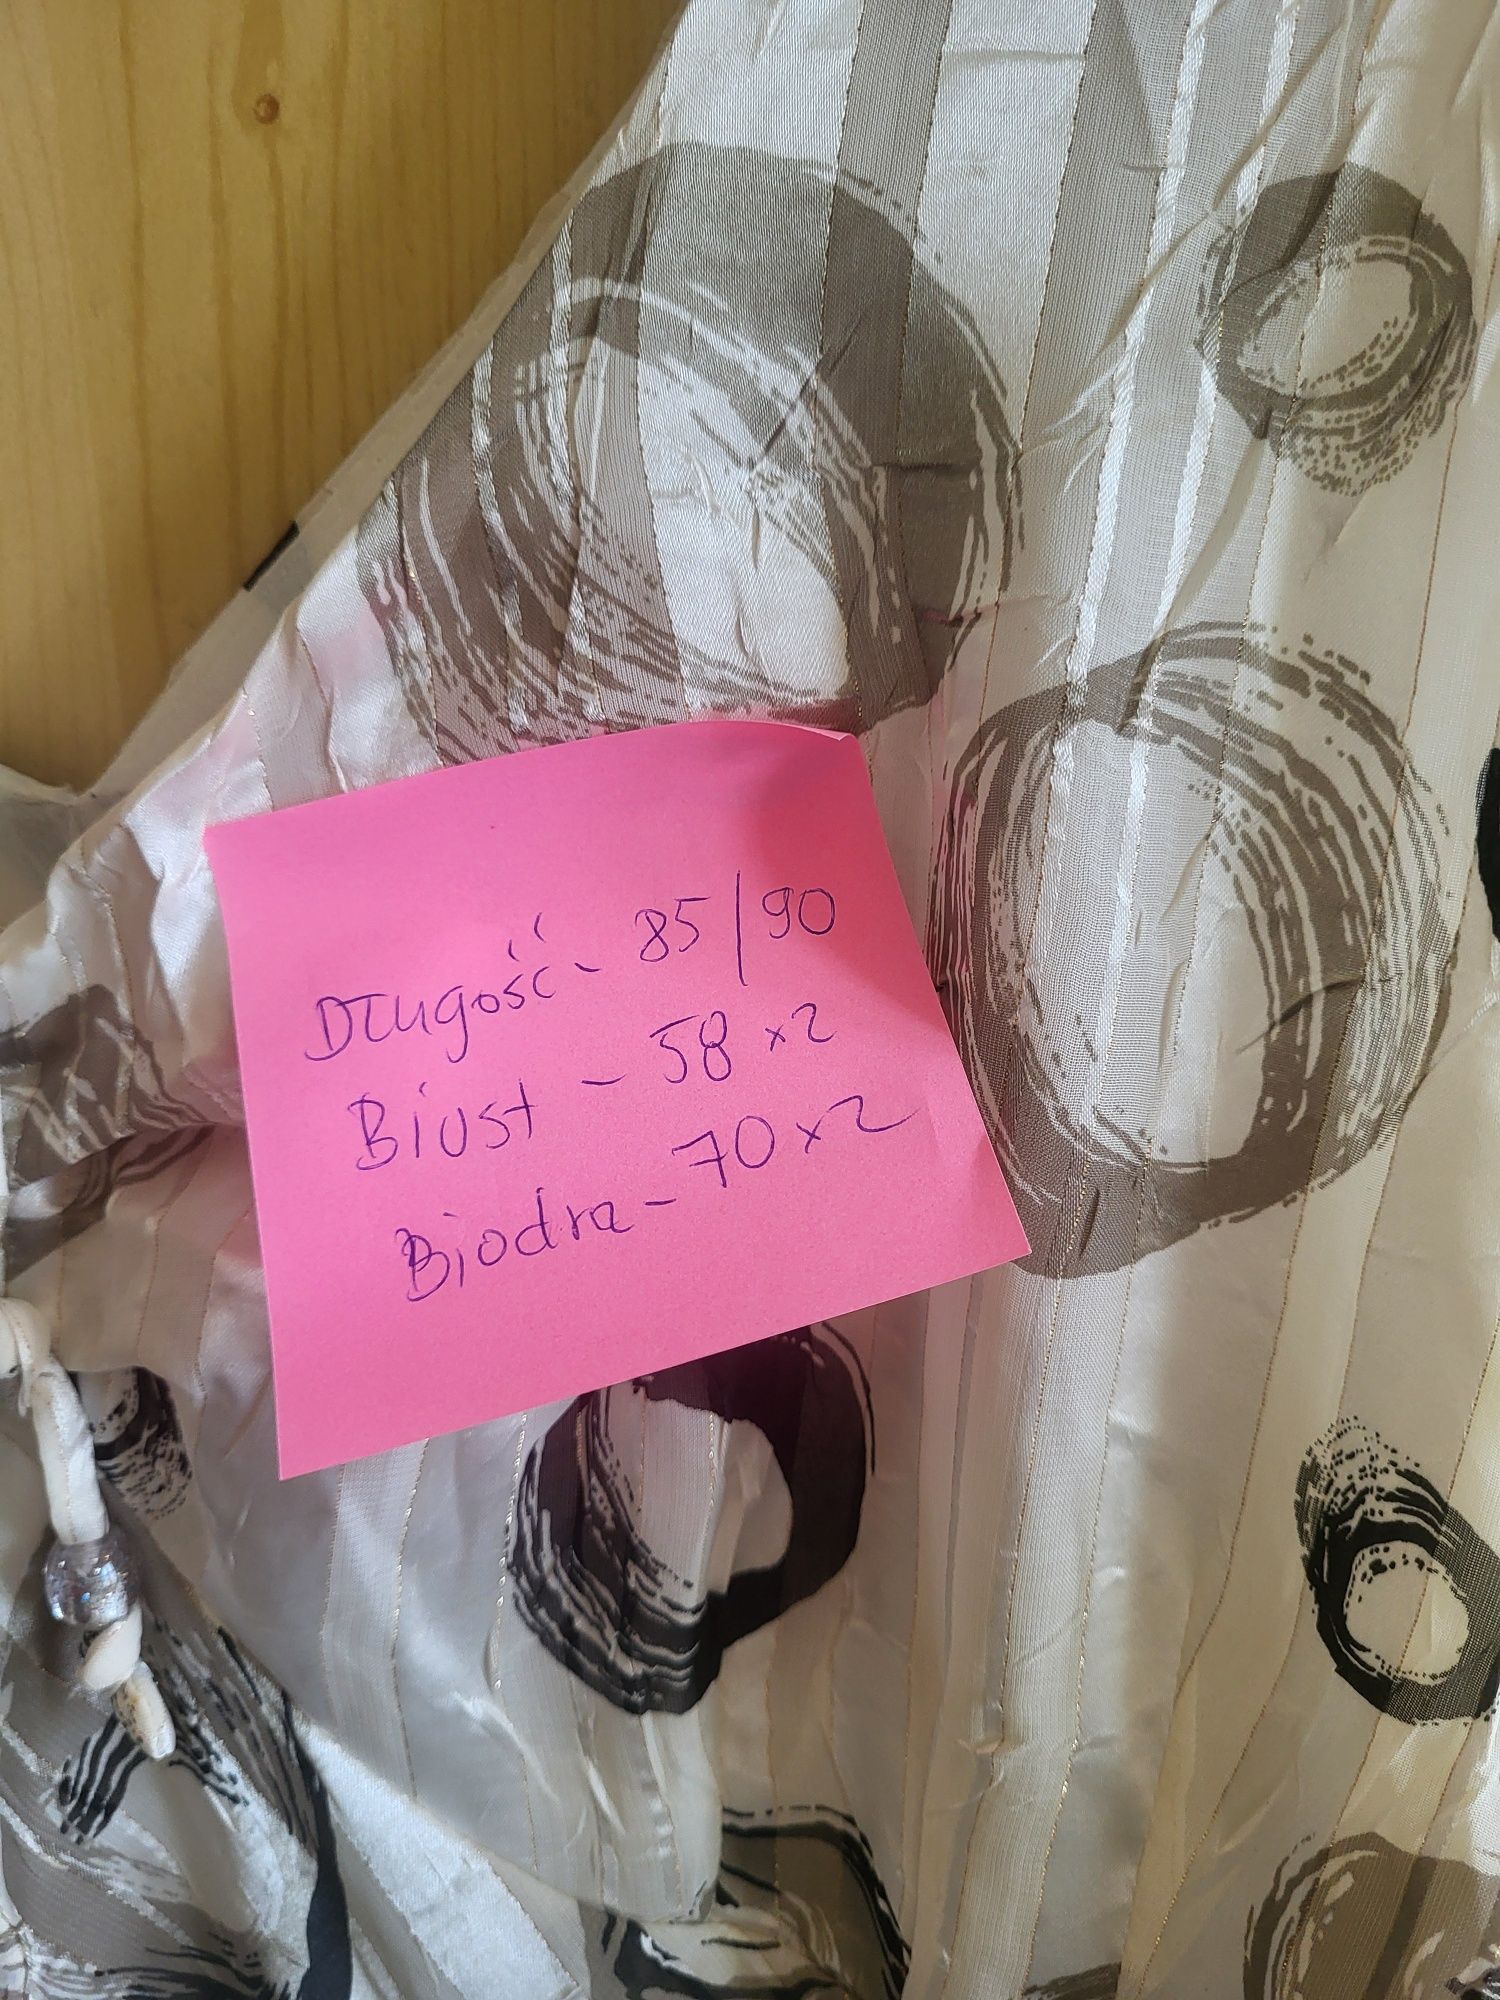 Długość - 85/90
Biust - 58 x2
Biodra - 70 x2